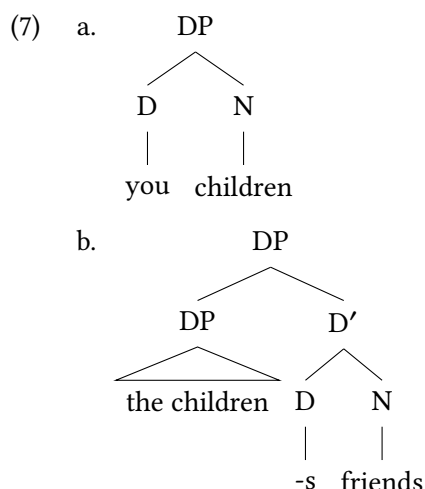 (7) a. DP
D N
you children
b. DP
DP D′
the children D N
-s friends